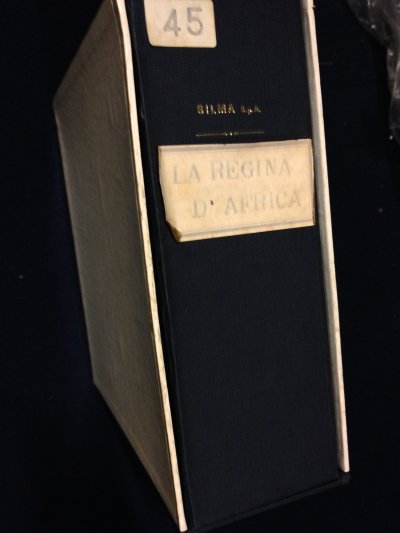 45
SILMA s.p.a.
LA REGINA
D' AFRICA